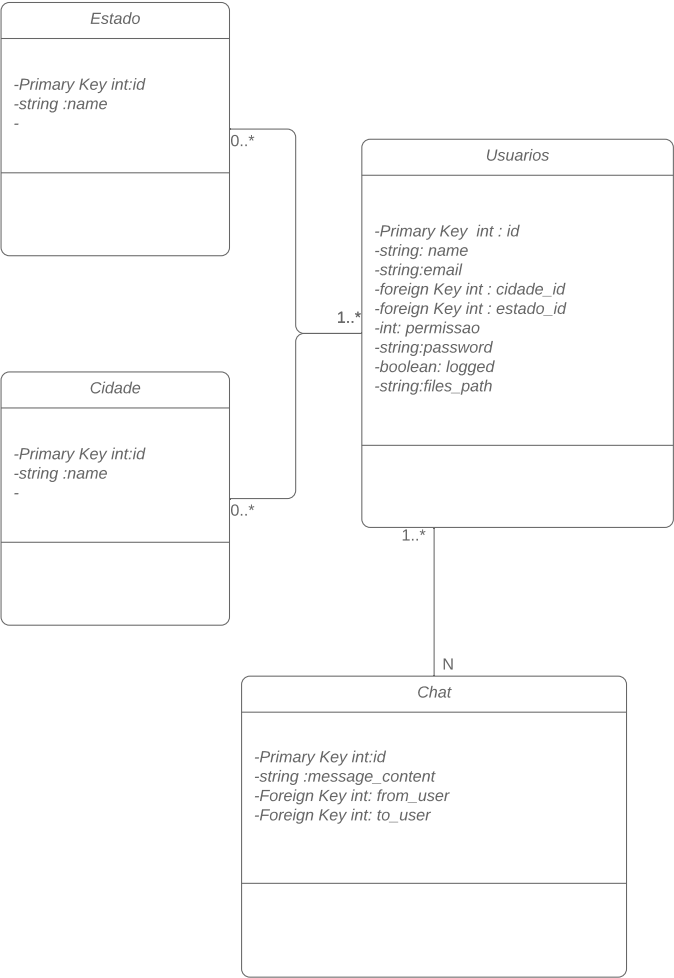 Estado
-Primary Key int:id
-string :name
-
0..*
Usuarios
-Primary Key  int : id
-string: name
-string:email
-foreign Key int : cidade_id
-foreign Key int : estado_id
-int: permissao
-string:password
-boolean: logged
-string:files_path
1..*
Cidade
-Primary Key int:id
-string :name
-
0..*
1..*
N
Chat
-Primary Key int:id
-string :message_content
-Foreign Key int: from_user
-Foreign Key int: to_user